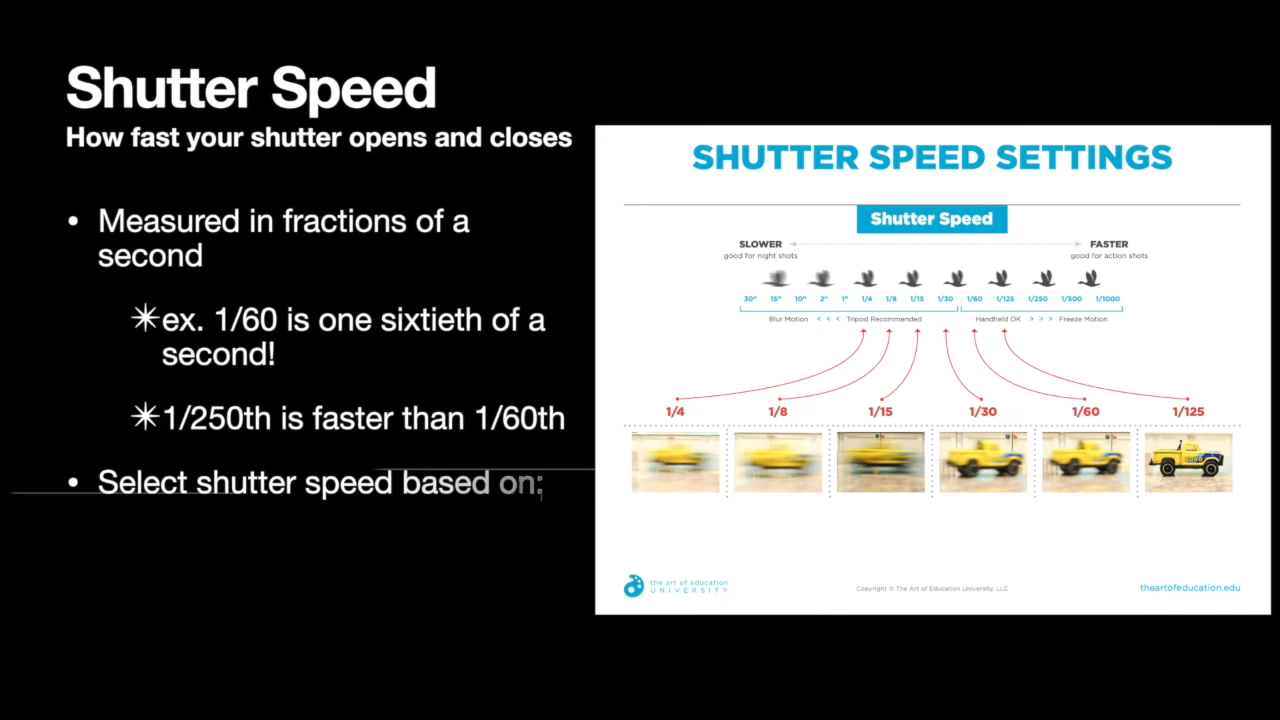 Shutter Speed
How fast your shutter opens and closes
• Measured in fractions of a
second
✳ex. 1/60 is one sixtieth of a
second!
✳1/250th is faster than 1/60th
• Select shutter speed based on:
SHUTTER SPEED SETTINGS
Shutter Speed
SLOWER FASTER
good for night shots good for action shots
30" 15" 10" 2" 1" 1/4 1/8 1/15 1/30 1/60 1/125 1/250 1/500 1/1000
Blur Motion < < < Tripod Recommended Handheld OK > > > Freeze Motion
1/4 1/8 1/15 1/30 1/60 1/125
the art of education
UNIVERSITY
Copyright © The Art of Education University, LLC
theartofeducation.edu